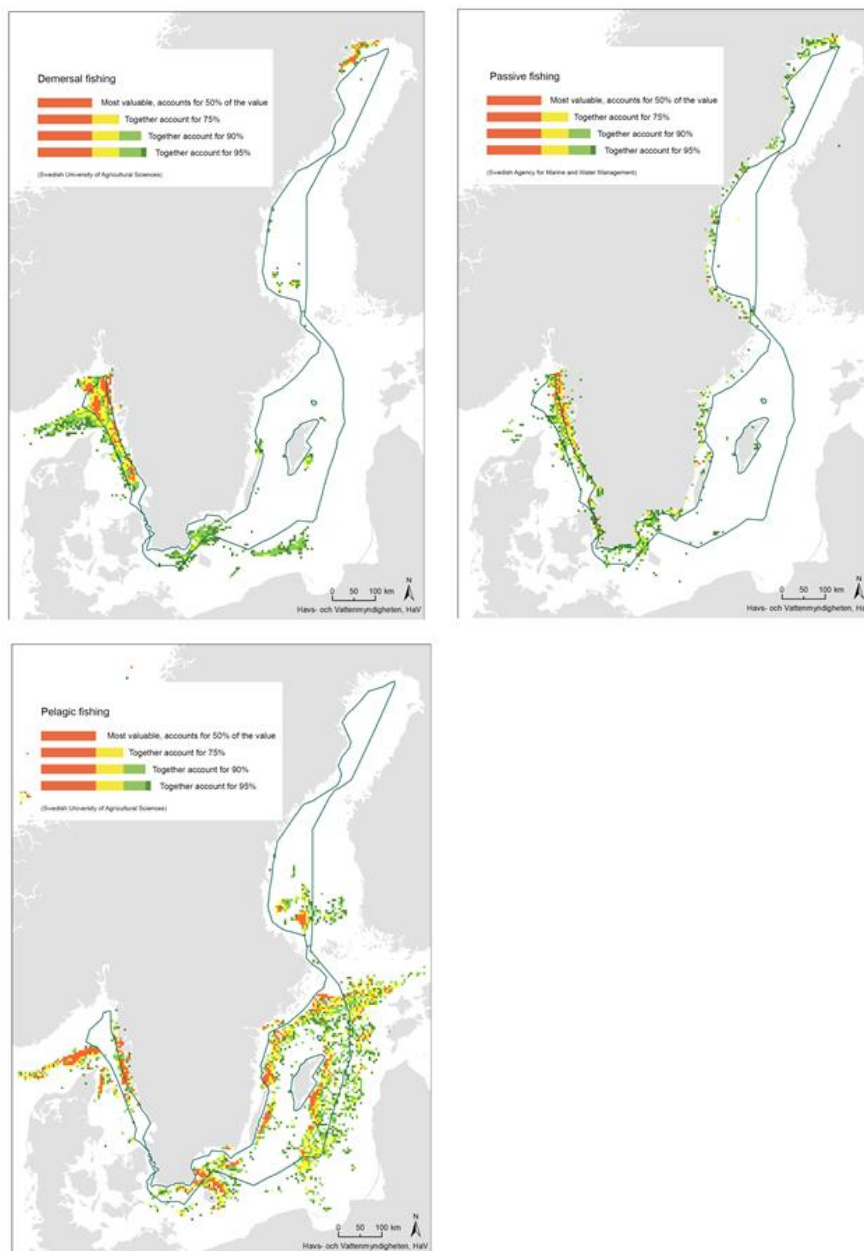 Demersal fishing
Most valuable, accounts for 50% of the value
Together account for 75%
Together account for 90%
Together account for 95%
(Swedish University of Agricultural Sciences)
0 50 100 km
N
Havs- och Vattenmyndigheten, HaV
Passive fishing
Most valuable, accounts for 50% of the value
Together account for 75%
Together account for 90%
Together account for 95%
(Swedish Agency for Marine and Water Management)
0 50 100 km
N
Havs- och Vattenmyndigheten, Ha
Pelagic fishing
Most valuable, accounts for 50% of the value
Together account for 75%
Together account for 90%
Together account for 95%
(Swedish University of Agricultural Sciences)
0 50 100 km
N
Havs- och Vattenmyndigheten, HaV